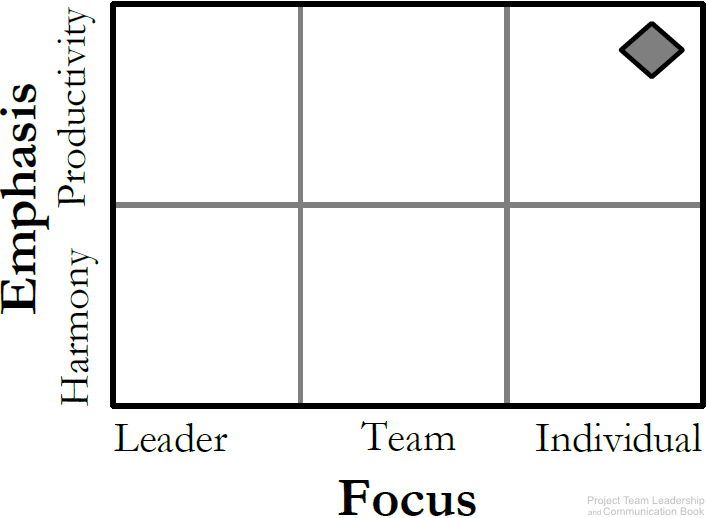 Emphasis
Productivity
Harmony
Leader Team Individual
Focus
Project Team Leadership
and Communication Book